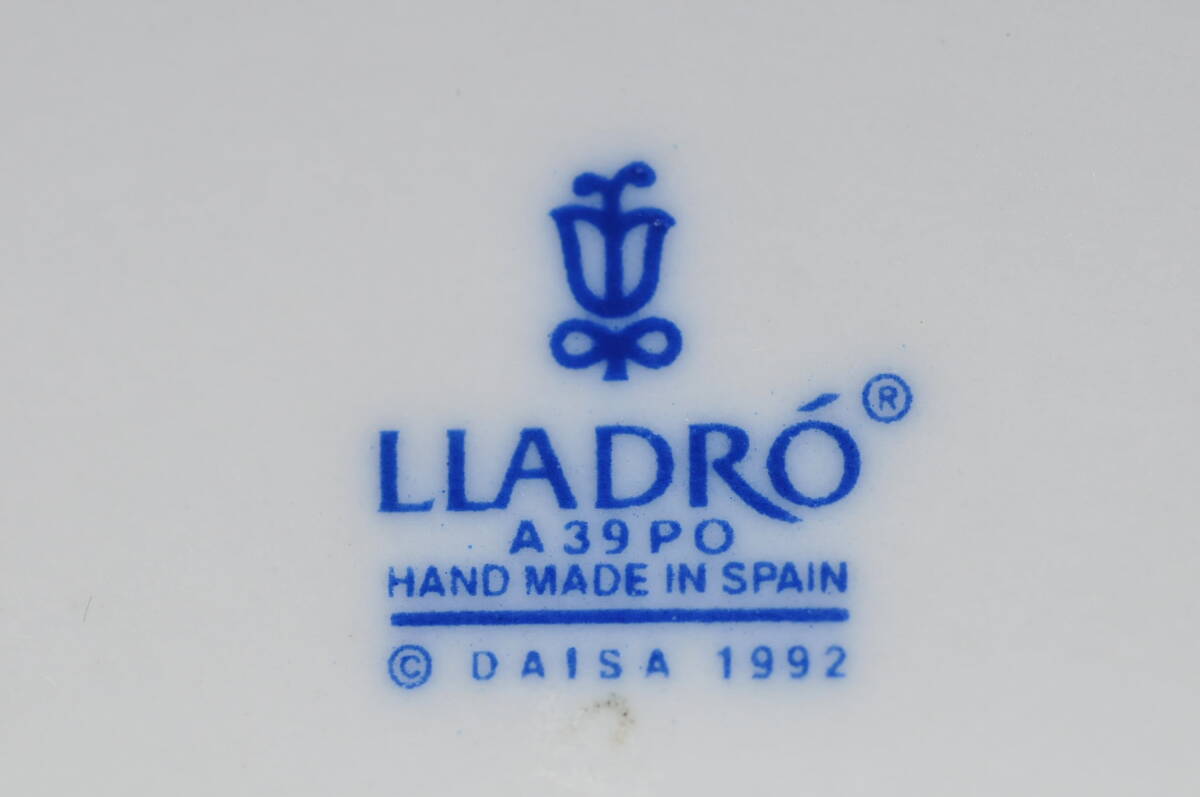 LLADRÓ®
A 39 PO
HAND MADE IN SPAIN
© DAISA 1992